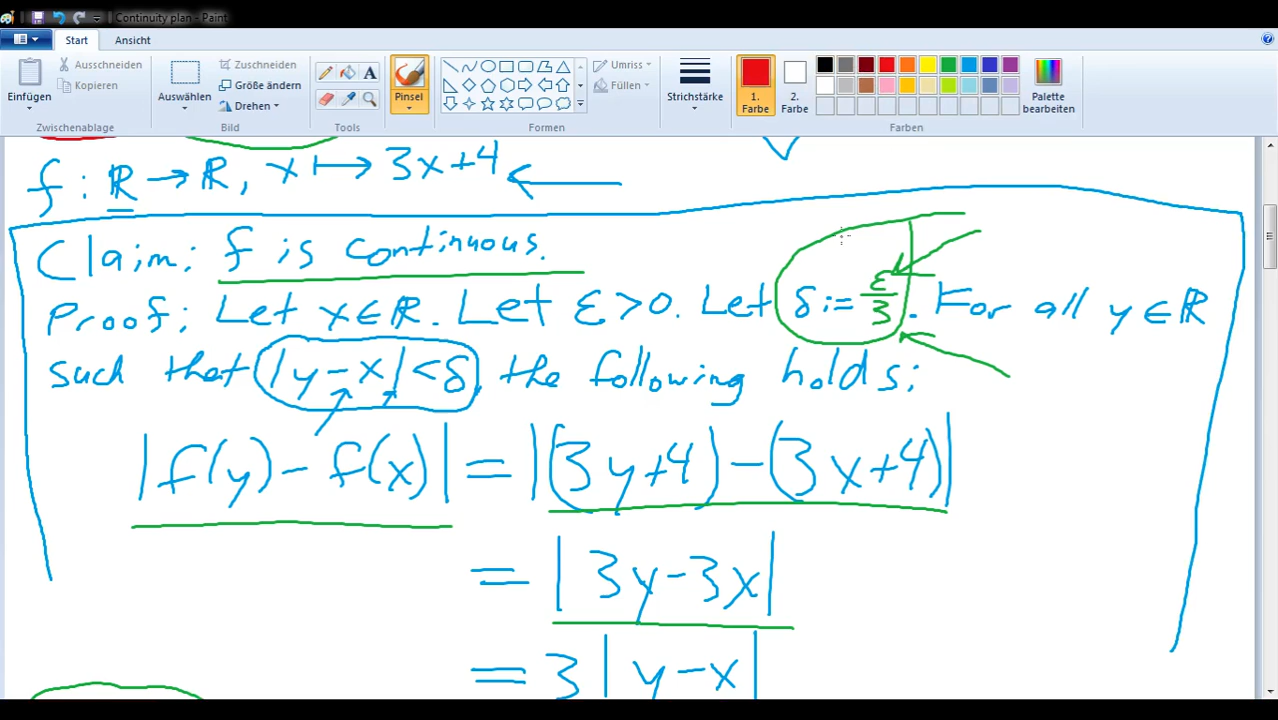 Continuity plan - Paint
Start Ansicht
Einfügen
Ausschneiden
Kopieren
Zwischenablage
Auswählen
Zuschneiden
Größe ändern
Drehen
Bild
Pinsel
Tools
A
Umriss
Füllen
Formen
Strichstärke
1.
Farbe
2.
Farbe
Palette
bearbeiten
Farben
f : ℝ → ℝ, x ↦ 3x+4 ←
Claim: f is continuous.
Proof: Let x∈ℝ. Let ε>0. Let δ:= ε/3. For all y∈ℝ
such that |y-x|<δ, the following holds:
|f(y)-f(x)| = |(3y+4)-(3x+4)|
= |3y-3x|
= 3|y-x|